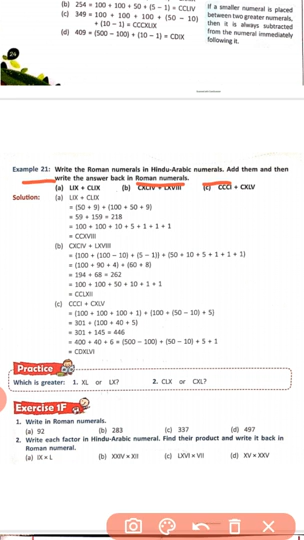 (b) 254 = 100 + 100 + 50 + (5 − 1) = CCLIV
(c) 349 = 100 + 100 + 100 + (50 − 10)
+ (10 − 1) = CCCXLIX
(d) 409 = (500 − 100) + (10 − 1) = CDIX
If a smaller numeral is placed
between two greater numerals,
then it is always subtracted
from the numeral immediately
following it.
24
Example 21: Write the Roman numerals in Hindu-Arabic numerals. Add them and then
write the answer back in Roman numerals.
(a) LIX + CLIX (b) CXCIV + LXVIII (c) CCCI + CXLV
Solution: (a) LIX + CLIX
= (50 + 9) + (100 + 50 + 9)
= 59 + 159 = 218
= 100 + 100 + 10 + 5 + 1 + 1 + 1
= CCXVIII
(b) CXCIV + LXVIII
= {100 + (100 − 10) + (5 − 1)} + (50 + 10 + 5 + 1 + 1 + 1)
= (100 + 90 + 4) + (60 + 8)
= 194 + 68 = 262
= 100 + 100 + 50 + 10 + 1 + 1
= CCLXII
(c) CCCI + CXLV
= (100 + 100 + 100 + 1) + {100 + (50 − 10) + 5}
= 301 + (100 + 40 + 5)
= 301 + 145 = 446
= 400 + 40 + 6 = (500 − 100) + (50 − 10) + 5 + 1
= CDXLVI
Practice
Which is greater: 1. XL or LX? 2. CLX or CXL?
Exercise 1F
1. Write in Roman numerals.
(a) 92 (b) 283 (c) 337 (d) 497
2. Write each factor in Hindu-Arabic numeral. Find their product and write it back in
Roman numeral.
(a) IX × L (b) XXIV × XII (c) LXVI × VII (d) XV × XXV